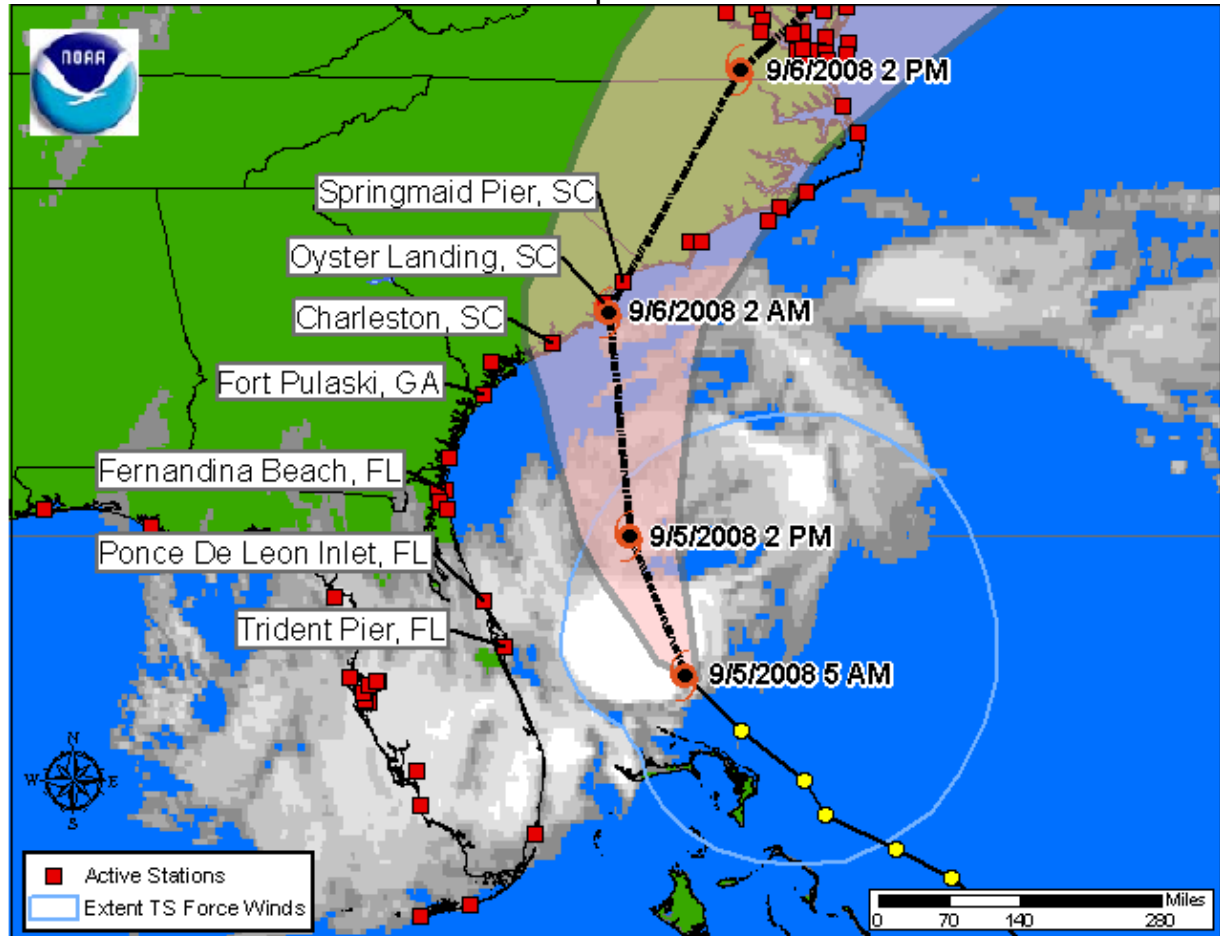 NOAA
9/6/2008 2 PM
Springmaid Pier, SC
Oyster Landing, SC
9/6/2008 2 AM
Charleston, SC
Fort Pulaski, GA
Fernandina Beach, FL
Ponce De Leon Inlet, FL
9/5/2008 2 PM
Trident Pier, FL
9/5/2008 5 AM
N
W E
S
Active Stations
Extent TS Force Winds
Miles
0 70 140 280